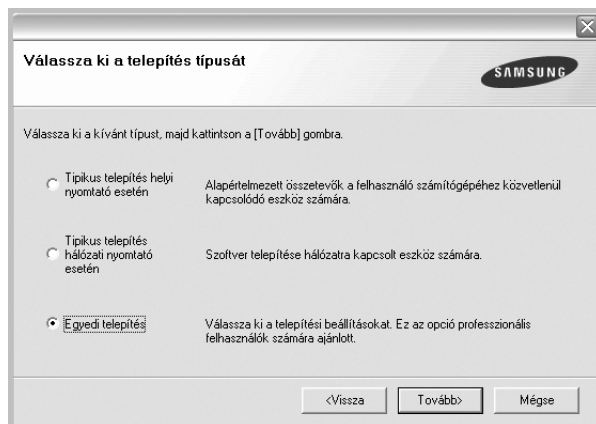 Válassza ki a telepítés típusát
SAMSUNG
Válassza ki a kívánt típust, majd kattintson a [Tovább] gombra.
Tipikus telepítés helyi
nyomtató esetén
Alapértelmezett összetevők a felhasználó számítógépéhez közvetlenül
kapcsolódó eszköz számára.
Tipikus telepítés
hálózati nyomtató
esetén
Szoftver telepítése hálózatra kapcsolt eszköz számára.
Egyedi telepítés
Válassza ki a telepítési beállításokat. Ez az opció professzionális
felhasználók számára ajánlott.
<Vissza
Tovább>
Mégse